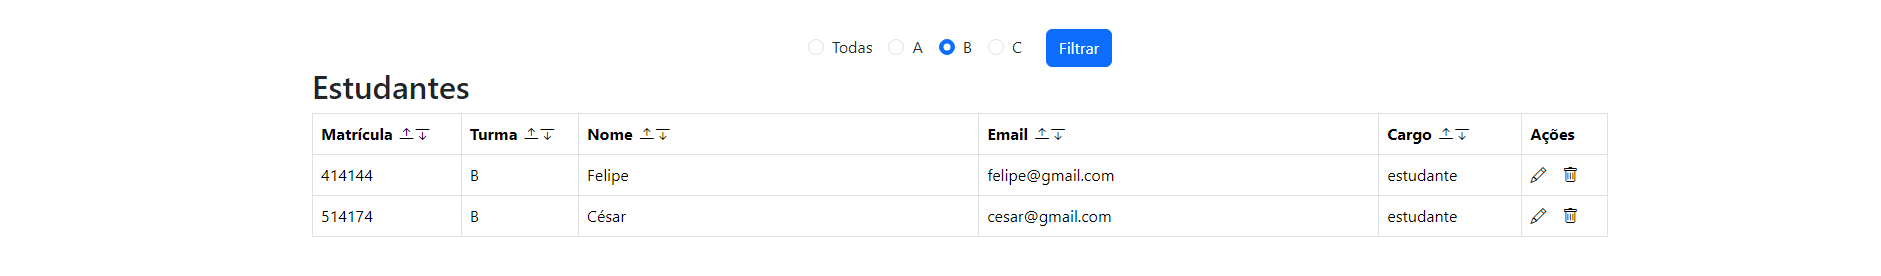 Todas A B C Filtrar
Estudantes
Matrícula Turma Nome Email Cargo Ações
414144 B Felipe felipe@gmail.com estudante
514174 B César cesar@gmail.com estudante